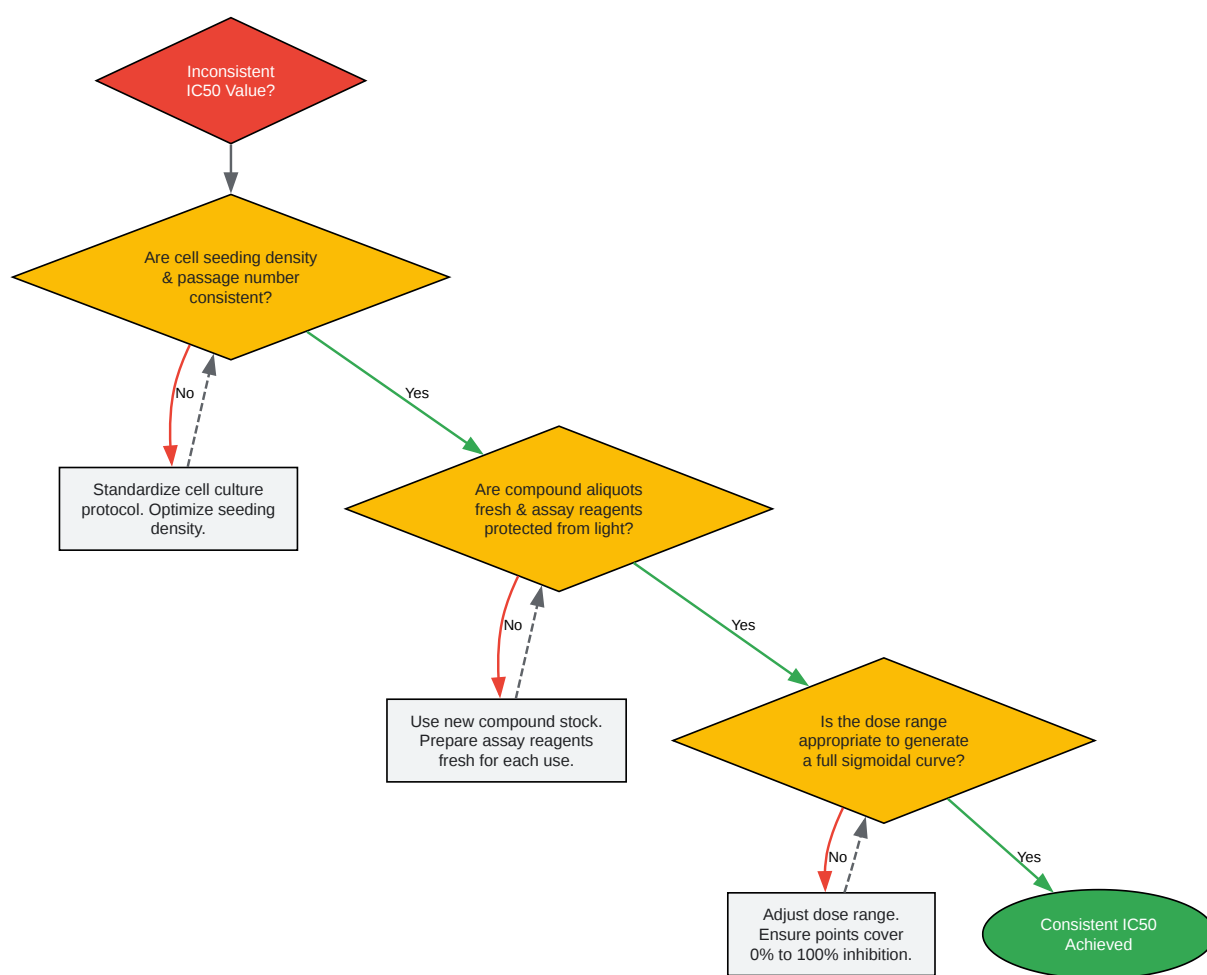 Inconsistent
IC50 Value?
Are cell seeding density
& passage number
consistent?
No
Yes
Standardize cell culture
protocol. Optimize seeding
density.
Are compound aliquots
fresh & assay reagents
protected from light?
No
Yes
Use new compound stock.
Prepare assay reagents
fresh for each use.
Is the dose range
appropriate to generate
a full sigmoidal curve?
No
Yes
Adjust dose range.
Ensure points cover
0% to 100% inhibition.
Consistent IC50
Achieved